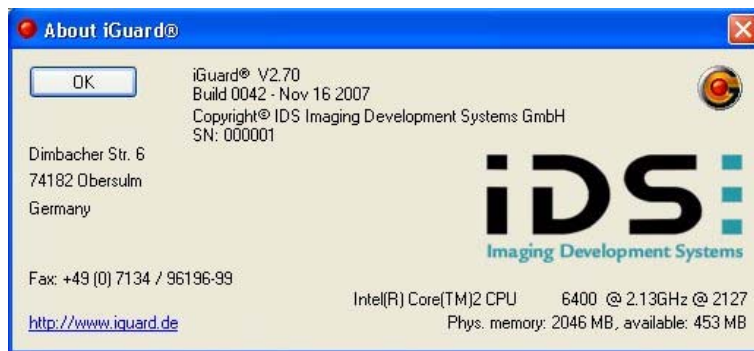 About iGuard®
OK
iGuard® V2.70
Build 0042 - Nov 16 2007
Copyright© IDS Imaging Development Systems GmbH
SN: 000001
Dimbacher Str. 6
74182 Obersulm
Germany
iDS
Imaging Development Systems
Fax: +49 (0) 7134 / 96196-99
Intel(R) Core(TM)2 CPU 6400 @ 2.13GHz @ 2127
http://www.iguard.de
Phys. memory: 2046 MB, available: 453 MB